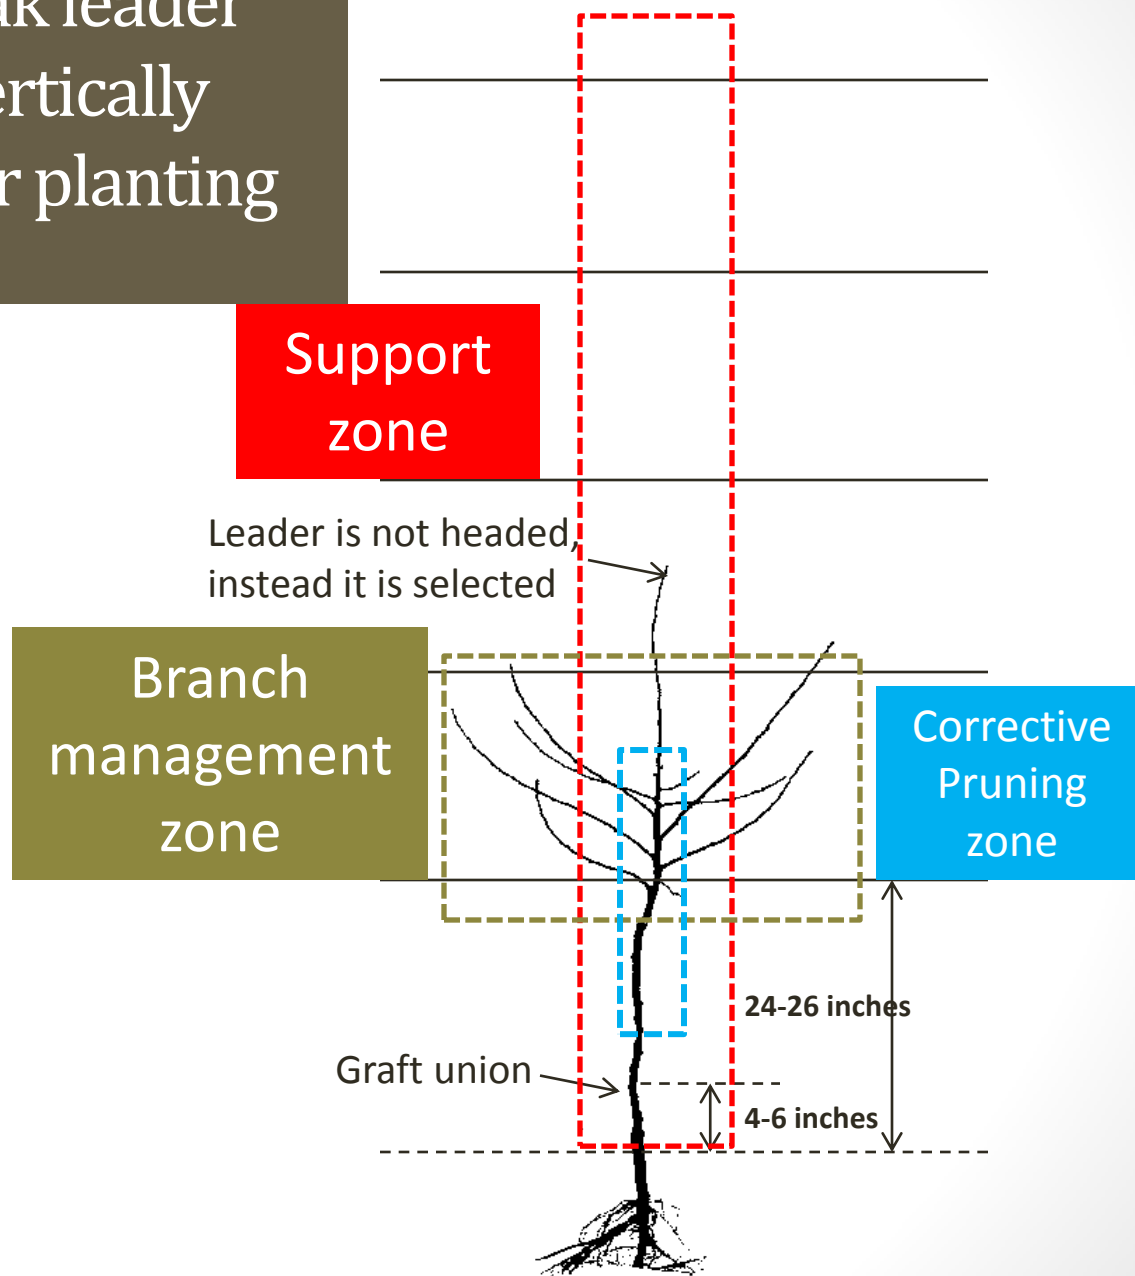 leader
planting
Support
zone
Leader is not headed,
instead it is selected
Branch
management
zone
Corrective
Pruning
zone
24-26 inches
Graft union
4-6 inches